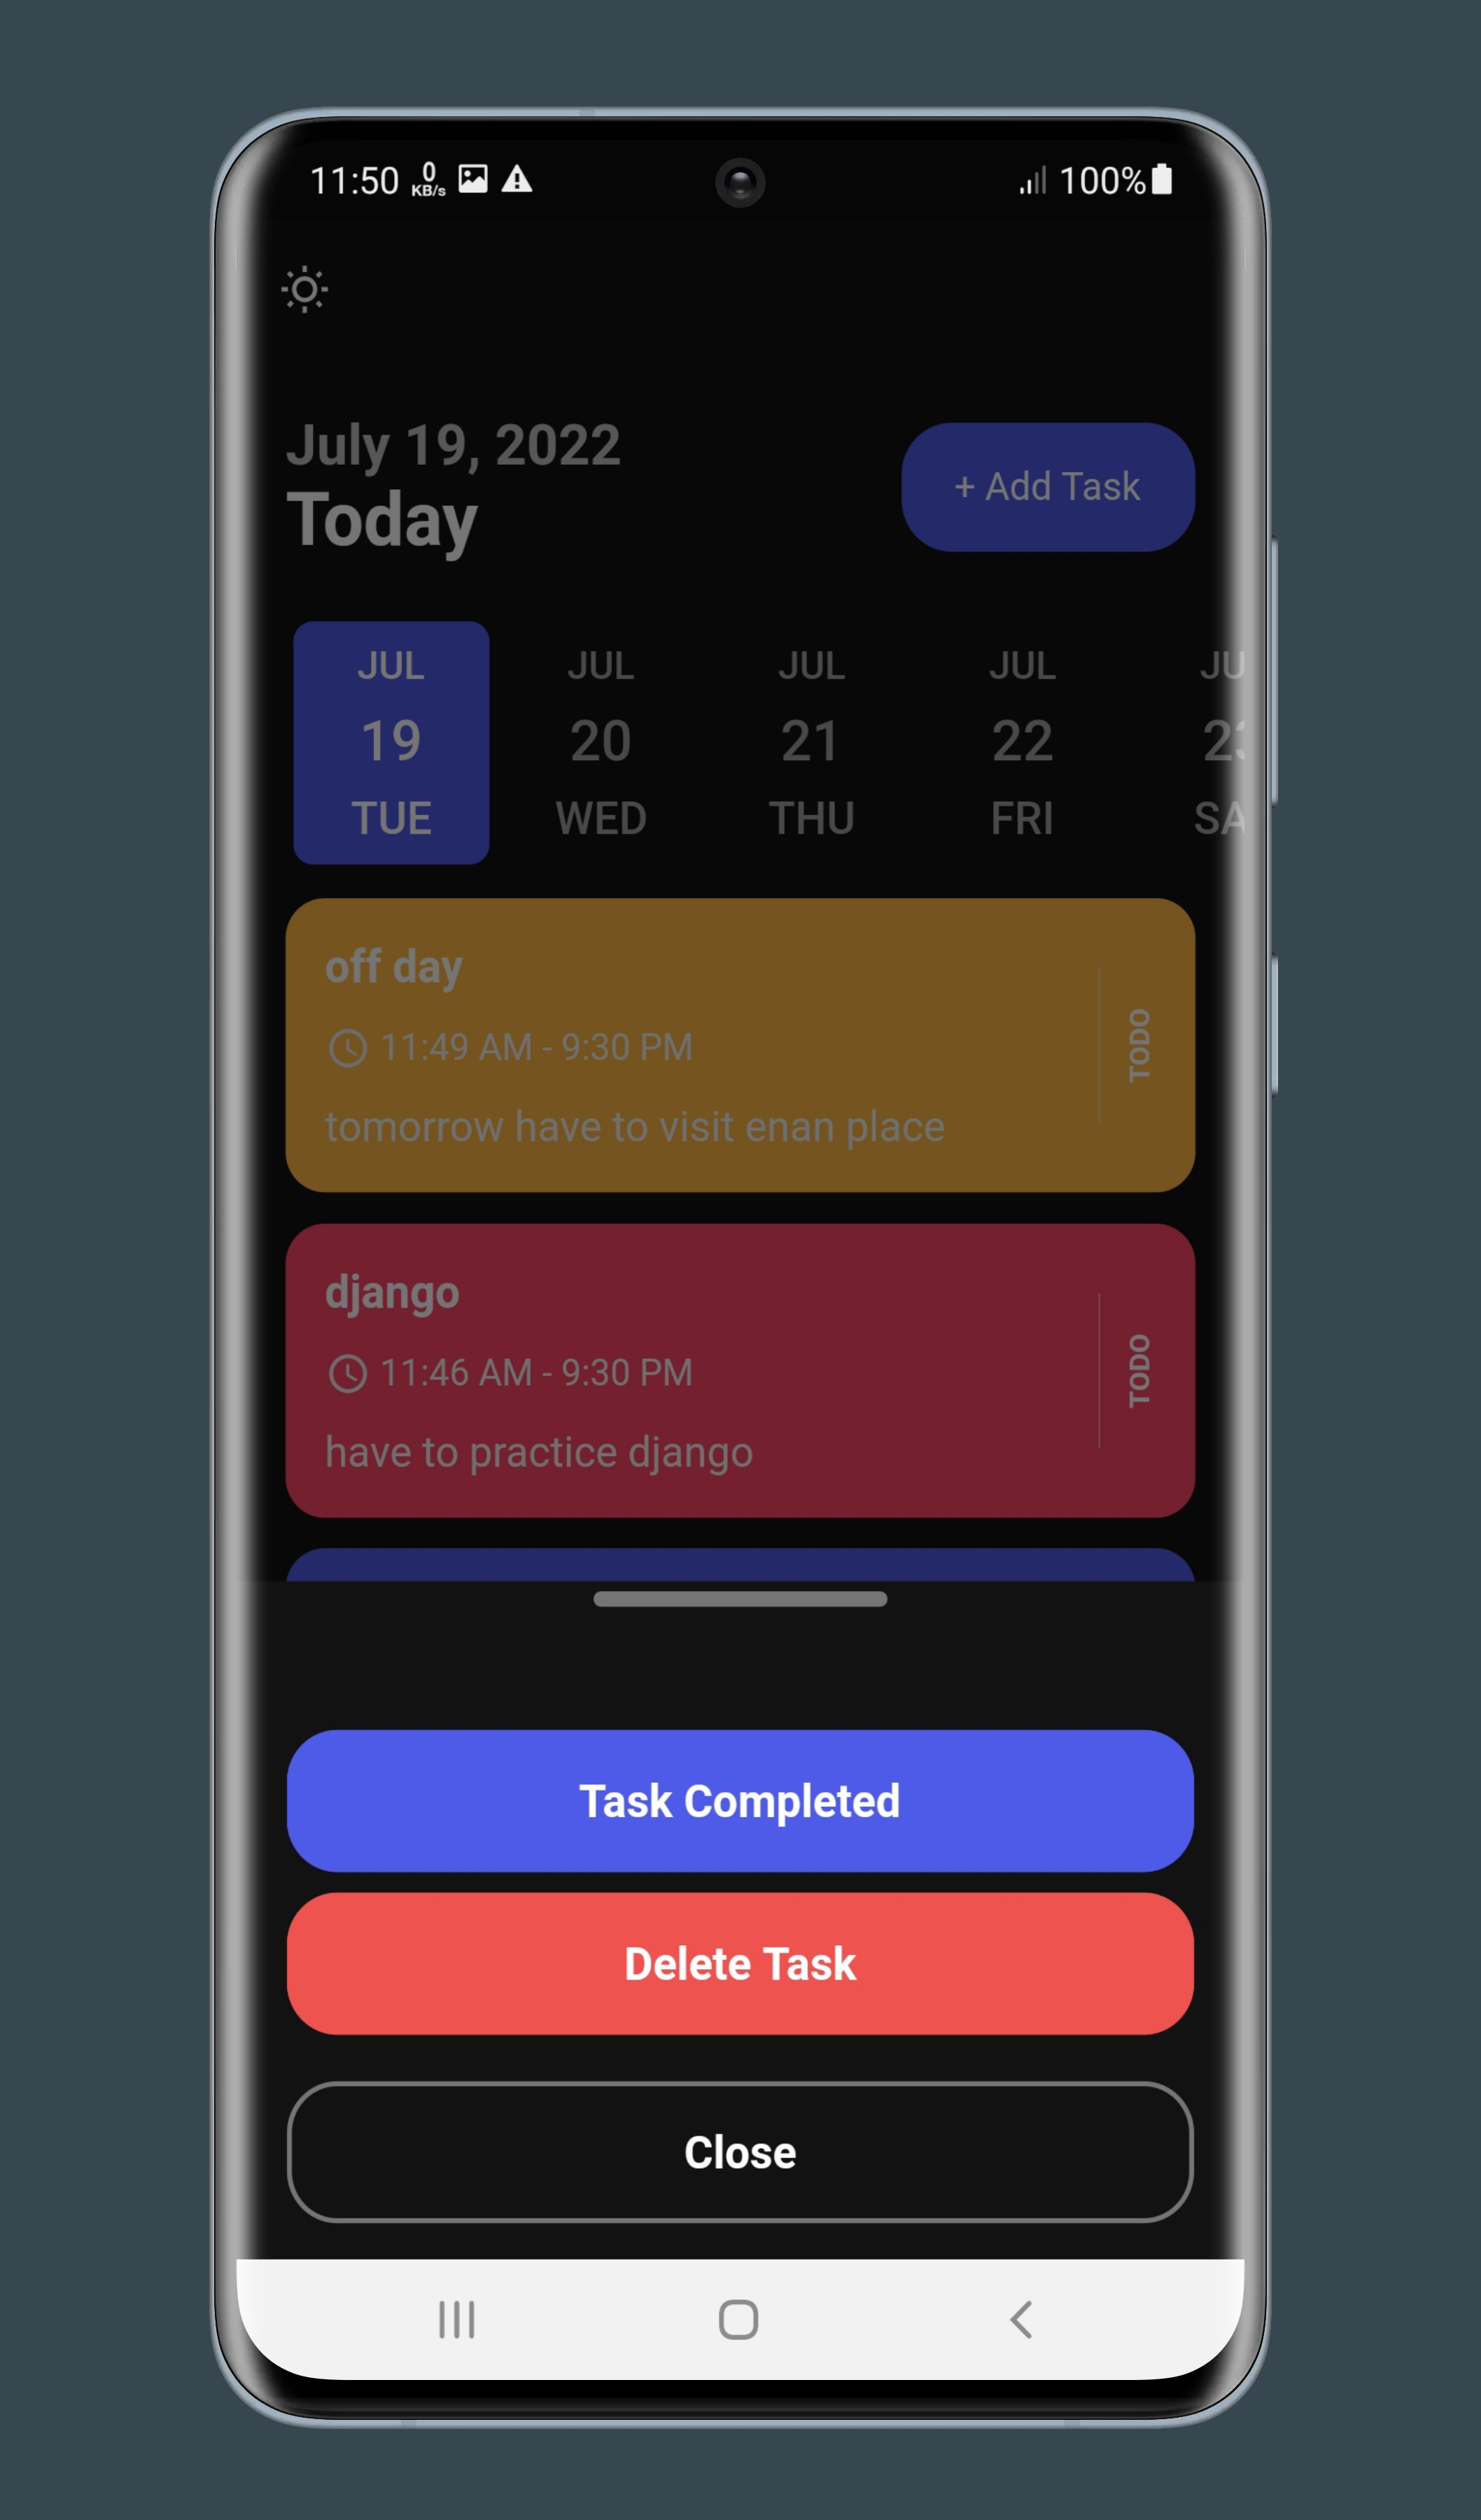 11:50 0 KB/s 100%
July 19, 2022
Today
+ Add Task
JUL JUL JUL JUL JU
19 20 21 22
TUE WED THU FRI SA
off day
11:49 AM - 9:30 PM
tomorrow have to visit enan place
TODO
django
11:46 AM - 9:30 PM
have to practice django
TODO
Task Completed
Delete Task
Close